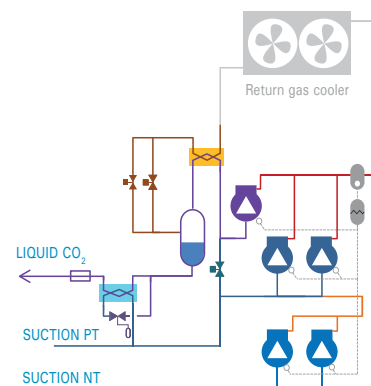 Return gas cooler
LIQUID CO2
SUCTION PT
SUCTION NT